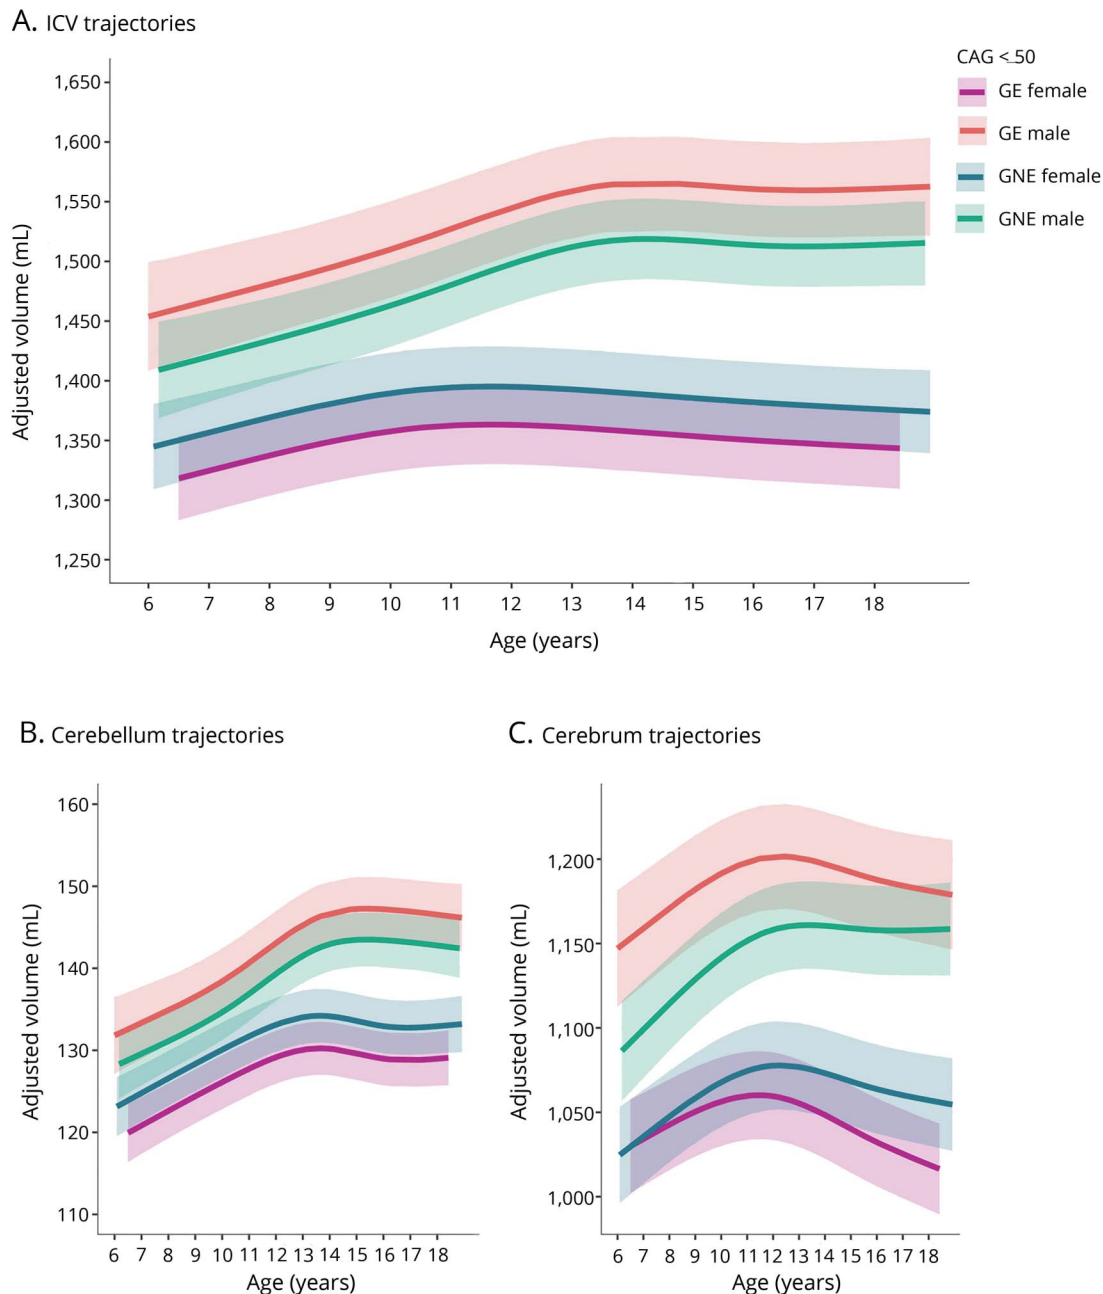 A. ICV trajectories
CAG <_50
GE female
GE male
GNE female
GNE male
Adjusted volume (mL)
1,650
1,600
1,550
1,500
1,450
1,400
1,350
1,300
1,250
6 7 8 9 10 11 12 13 14 15 16 17 18
Age (years)
B. Cerebellum trajectories
Adjusted volume (mL)
160
150
140
130
120
110
6 7 8 9 10 11 12 13 14 15 16 17 18
Age (years)
C. Cerebrum trajectories
Adjusted volume (mL)
1,200
1,150
1,100
1,050
1,000
6 7 8 9 10 11 12 13 14 15 16 17 18
Age (years)